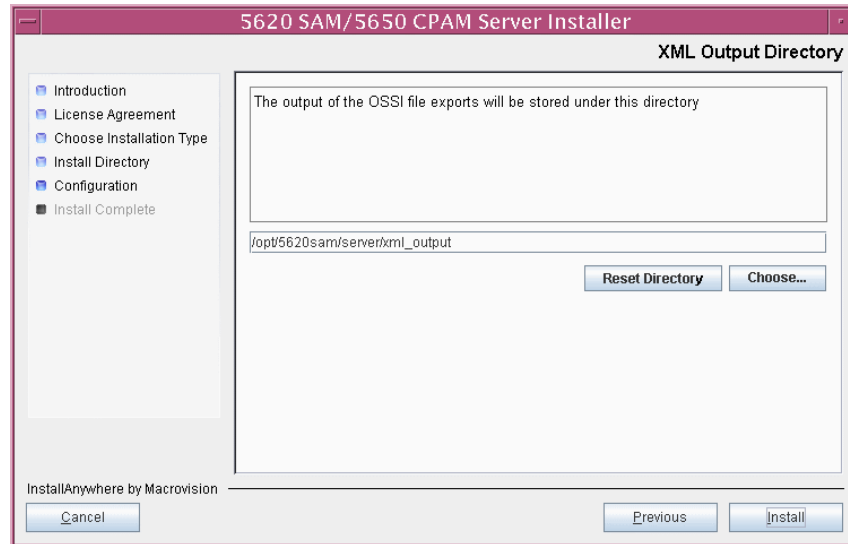 5620 SAM/5650 CPAM Server Installer
XML Output Directory
Introduction
License Agreement
Choose Installation Type
Install Directory
Configuration
Install Complete
The output of the OSSI file exports will be stored under this directory
/opt/5620sam/server/xml_output
Reset Directory
Choose...
InstallAnywhere by Macrovision
Cancel
Previous
Install